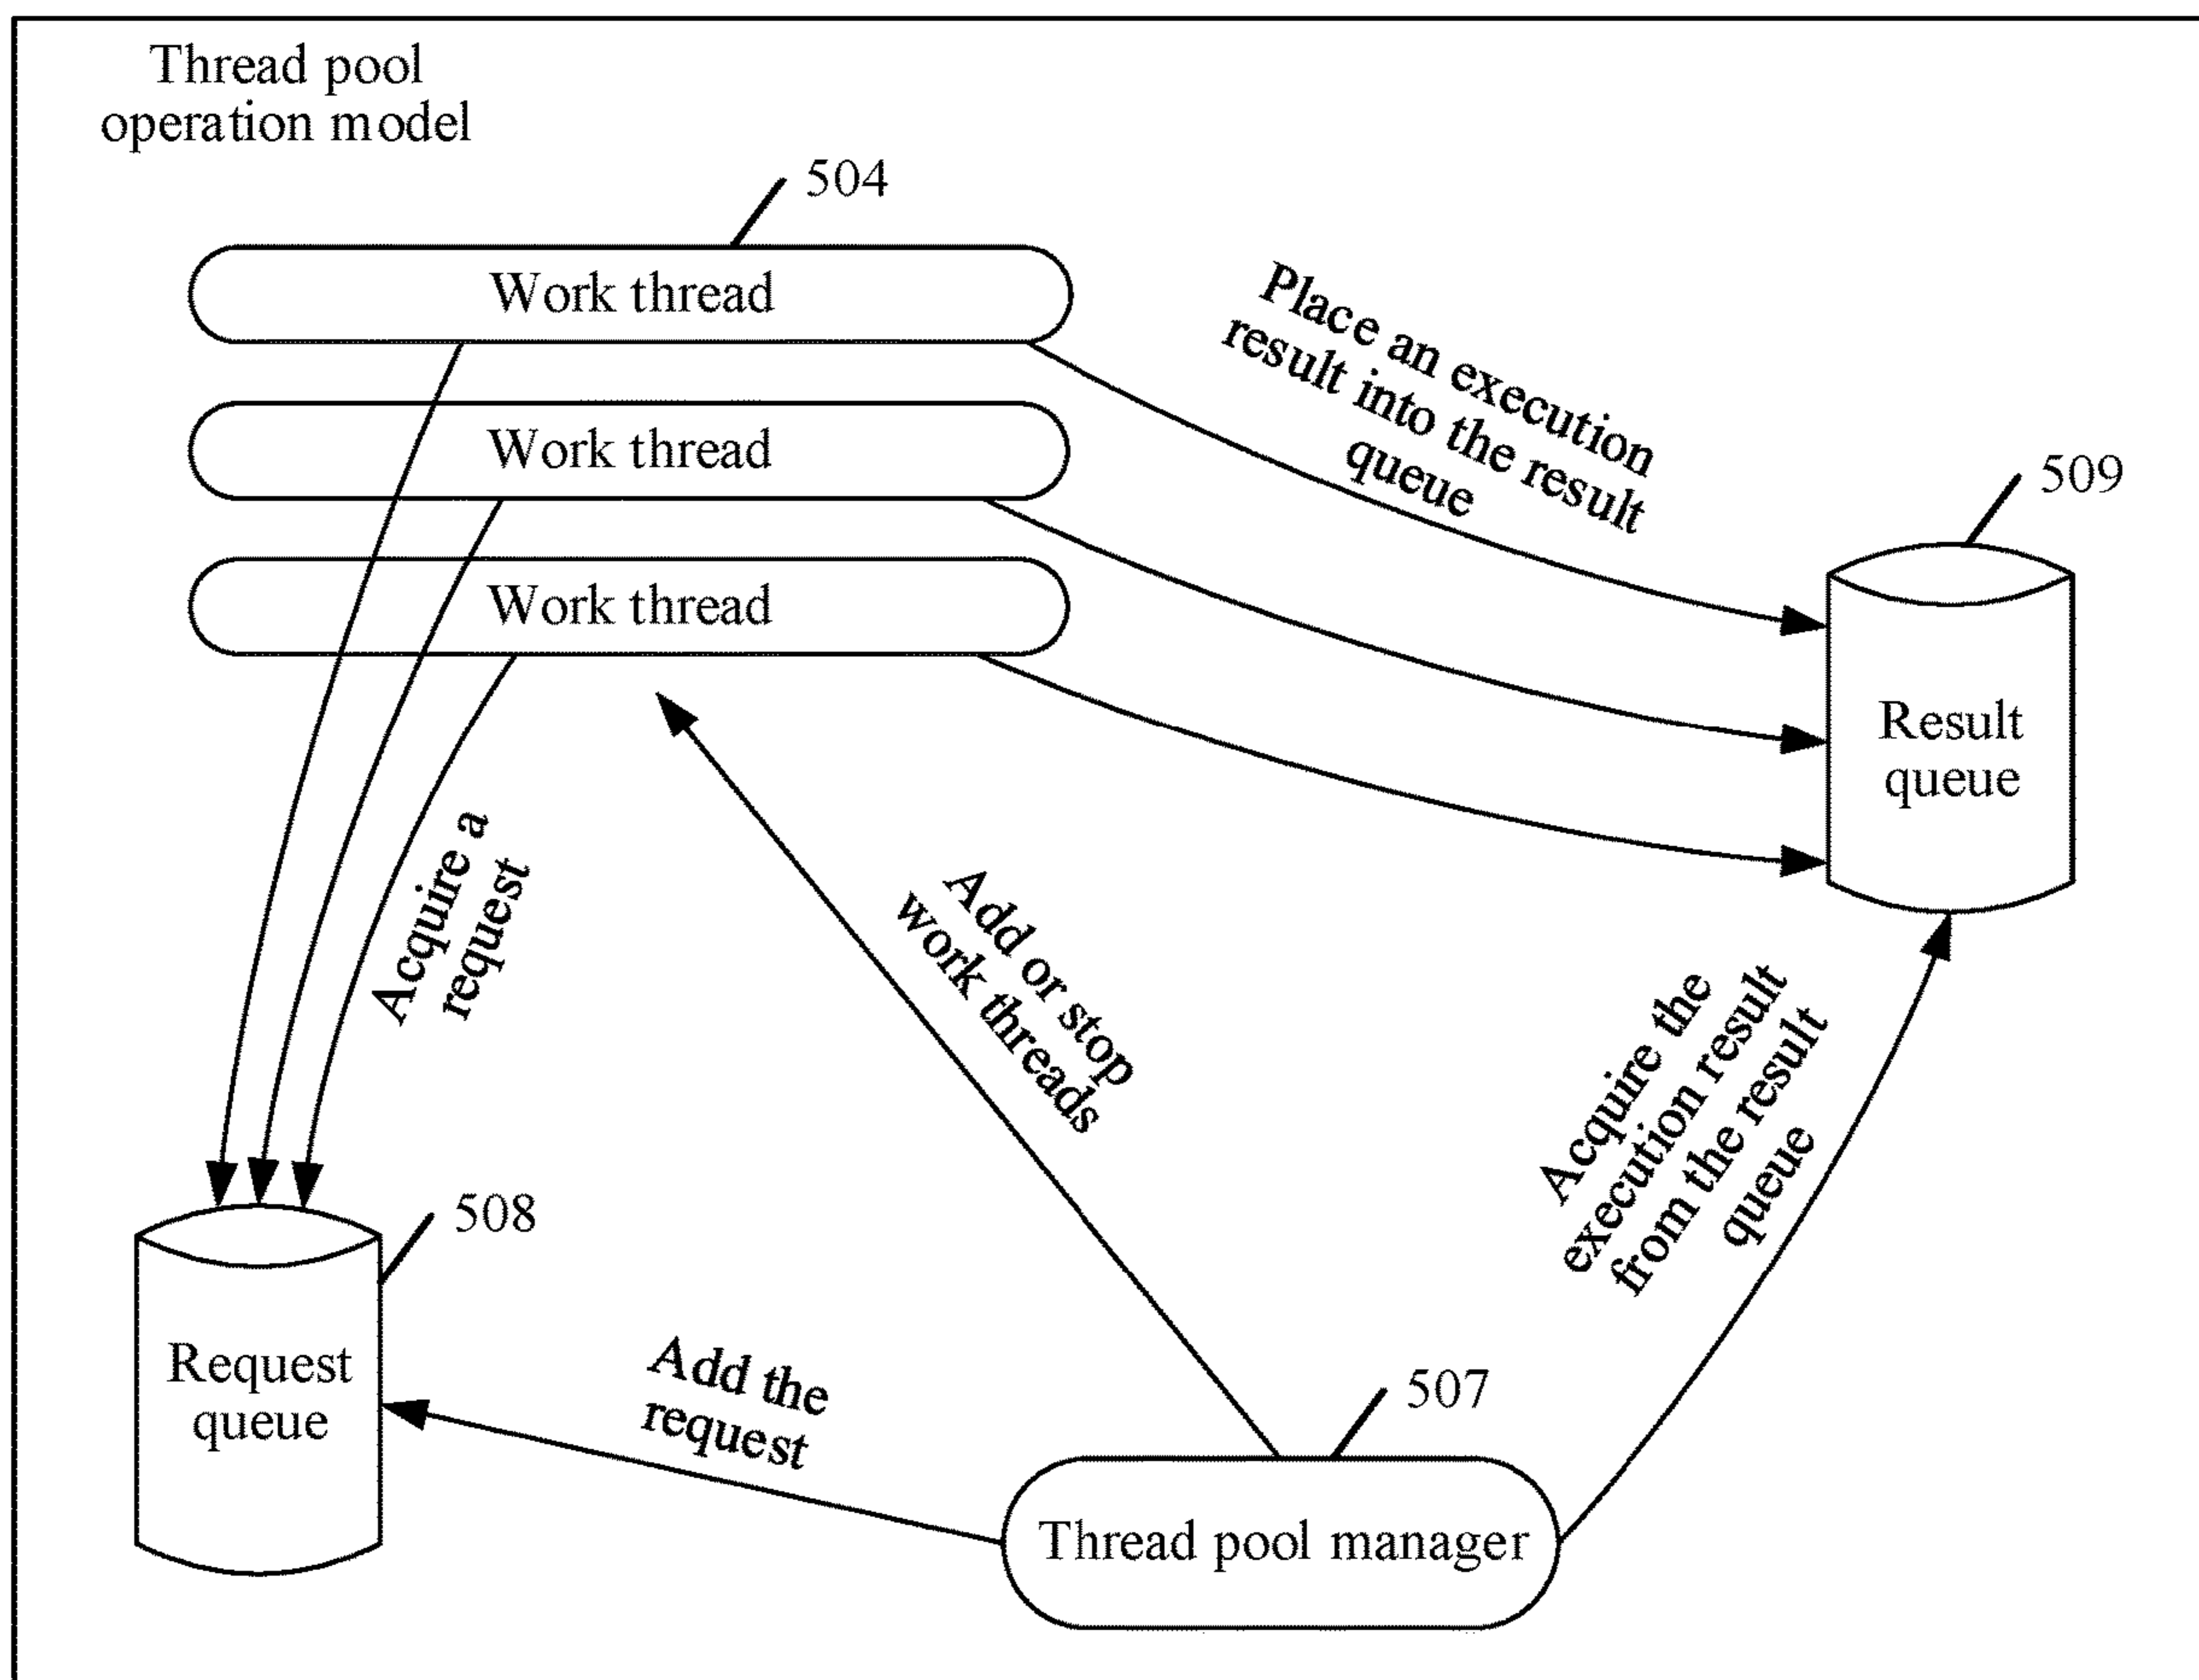 Thread pool
operation model
504
Work thread
Work thread
Work thread
Place an execution
result into the result
queue
509
Result
queue
Acquire a
request
Add or stop
work threads
Acquire the
execution result
from the result
queue
508
Request
queue
Add the
request
507
Thread pool manager